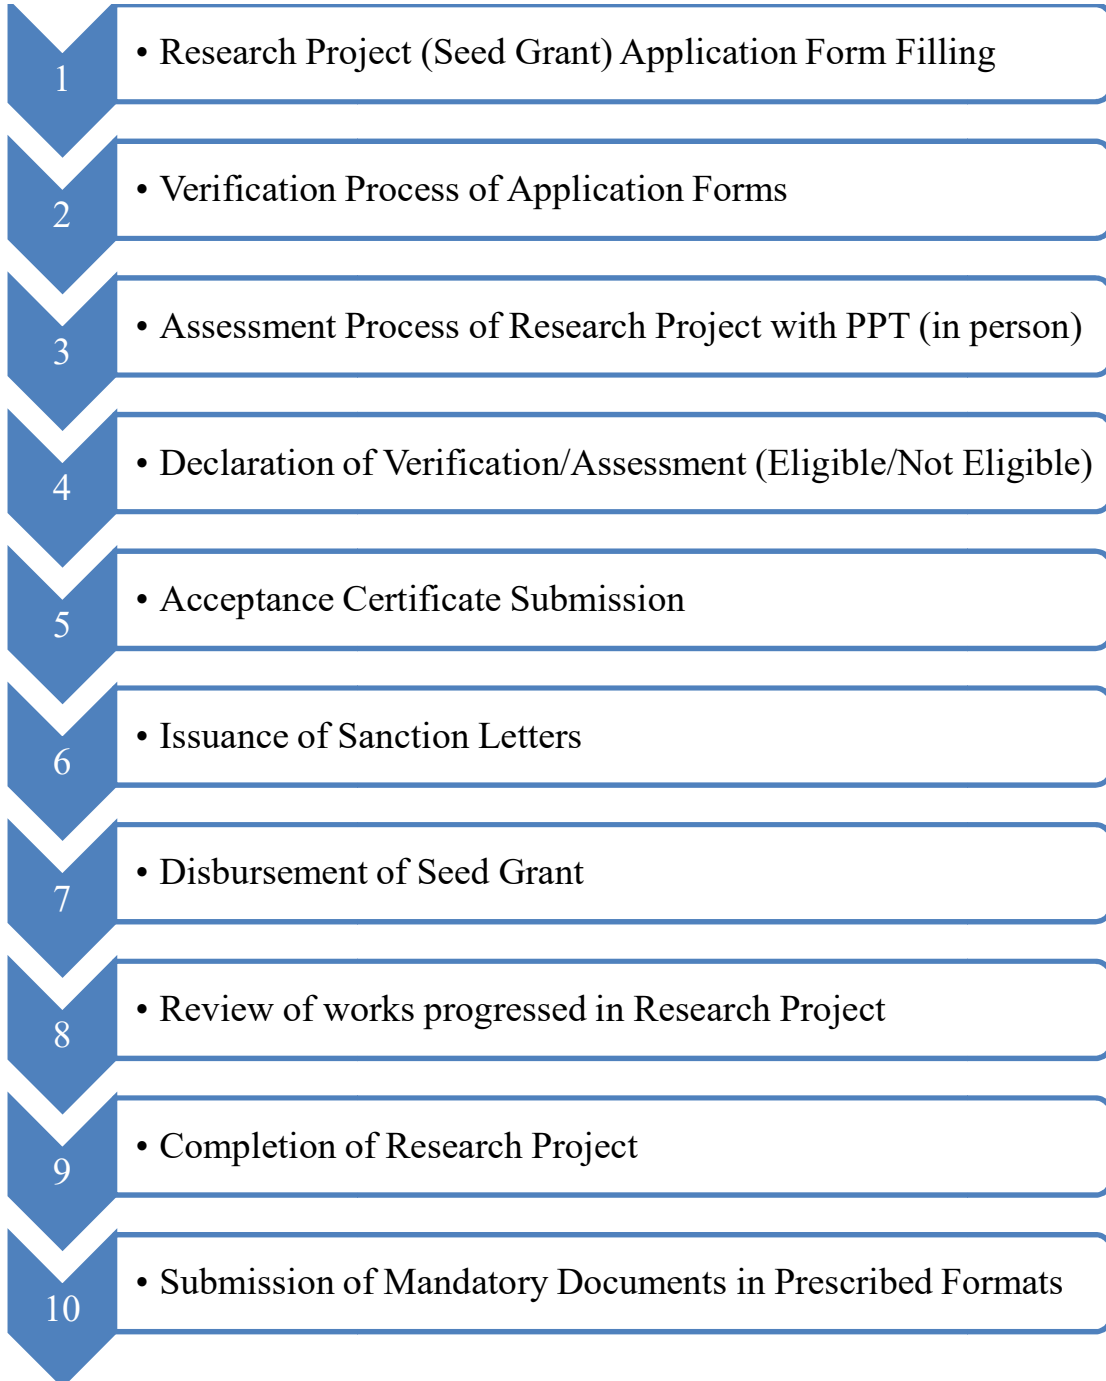 1
• Research Project (Seed Grant) Application Form Filling
2
• Verification Process of Application Forms
3
• Assessment Process of Research Project with PPT (in person)
4
• Declaration of Verification/Assessment (Eligible/Not Eligible)
5
• Acceptance Certificate Submission
6
• Issuance of Sanction Letters
7
• Disbursement of Seed Grant
8
• Review of works progressed in Research Project
9
• Completion of Research Project
10
• Submission of Mandatory Documents in Prescribed Formats